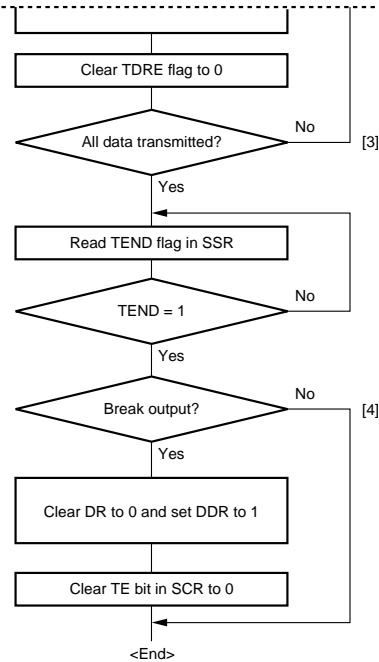 Clear TDRE flag to 0
No
All data transmitted?
[3]
Yes
Read TEND flag in SSR
No
TEND = 1
Yes
No
Break output?
[4]
Yes
Clear DR to 0 and set DDR to 1
Clear TE bit in SCR to 0
<End>